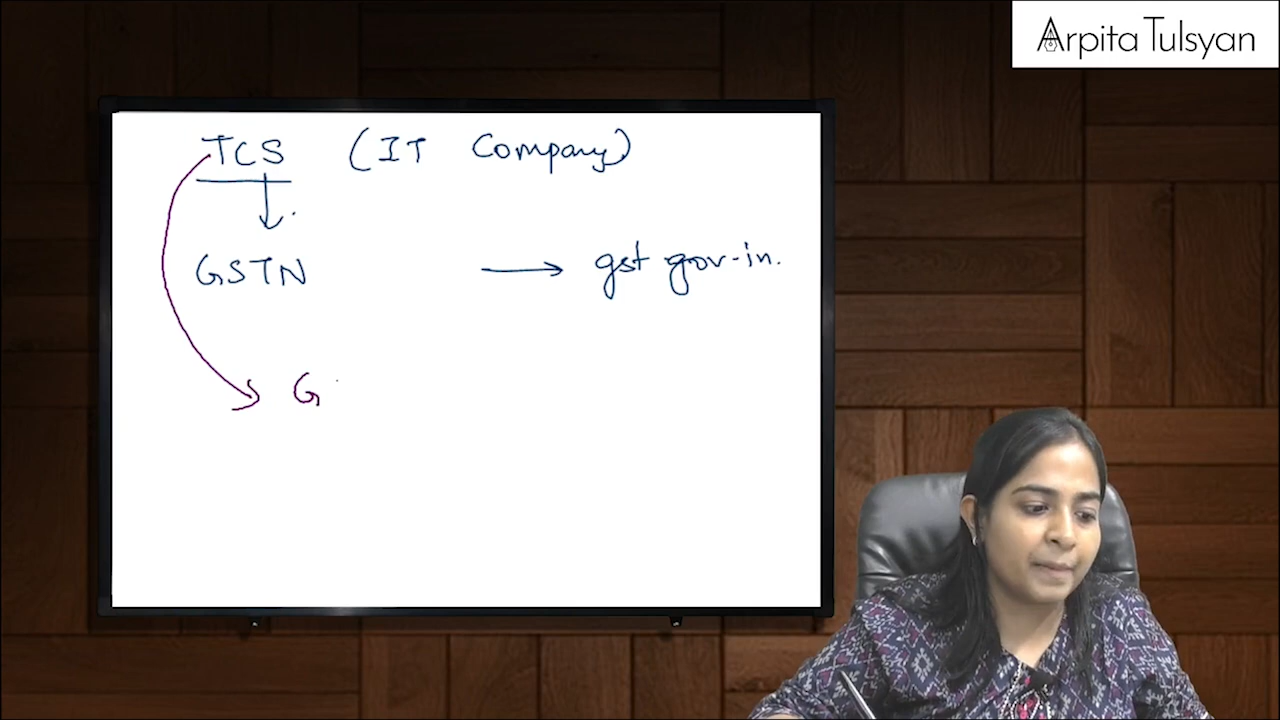 Arpita Tulsyan
TCS (IT Company)
GSTN → gst gov-in.
G